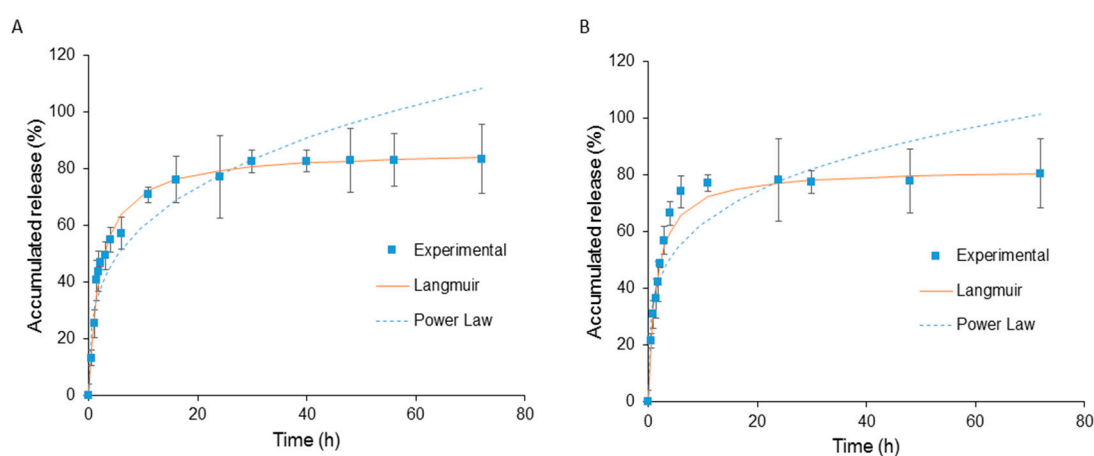 A
120
100
80
60
40
20
0
Accumulated release (%)
0 20 40 60 80
Time (h)
Experimental
Langmuir
Power Law
B
120
100
80
60
40
20
0
Accumulated release (%)
0 20 40 60 80
Time (h)
Experimental
Langmuir
Power Law